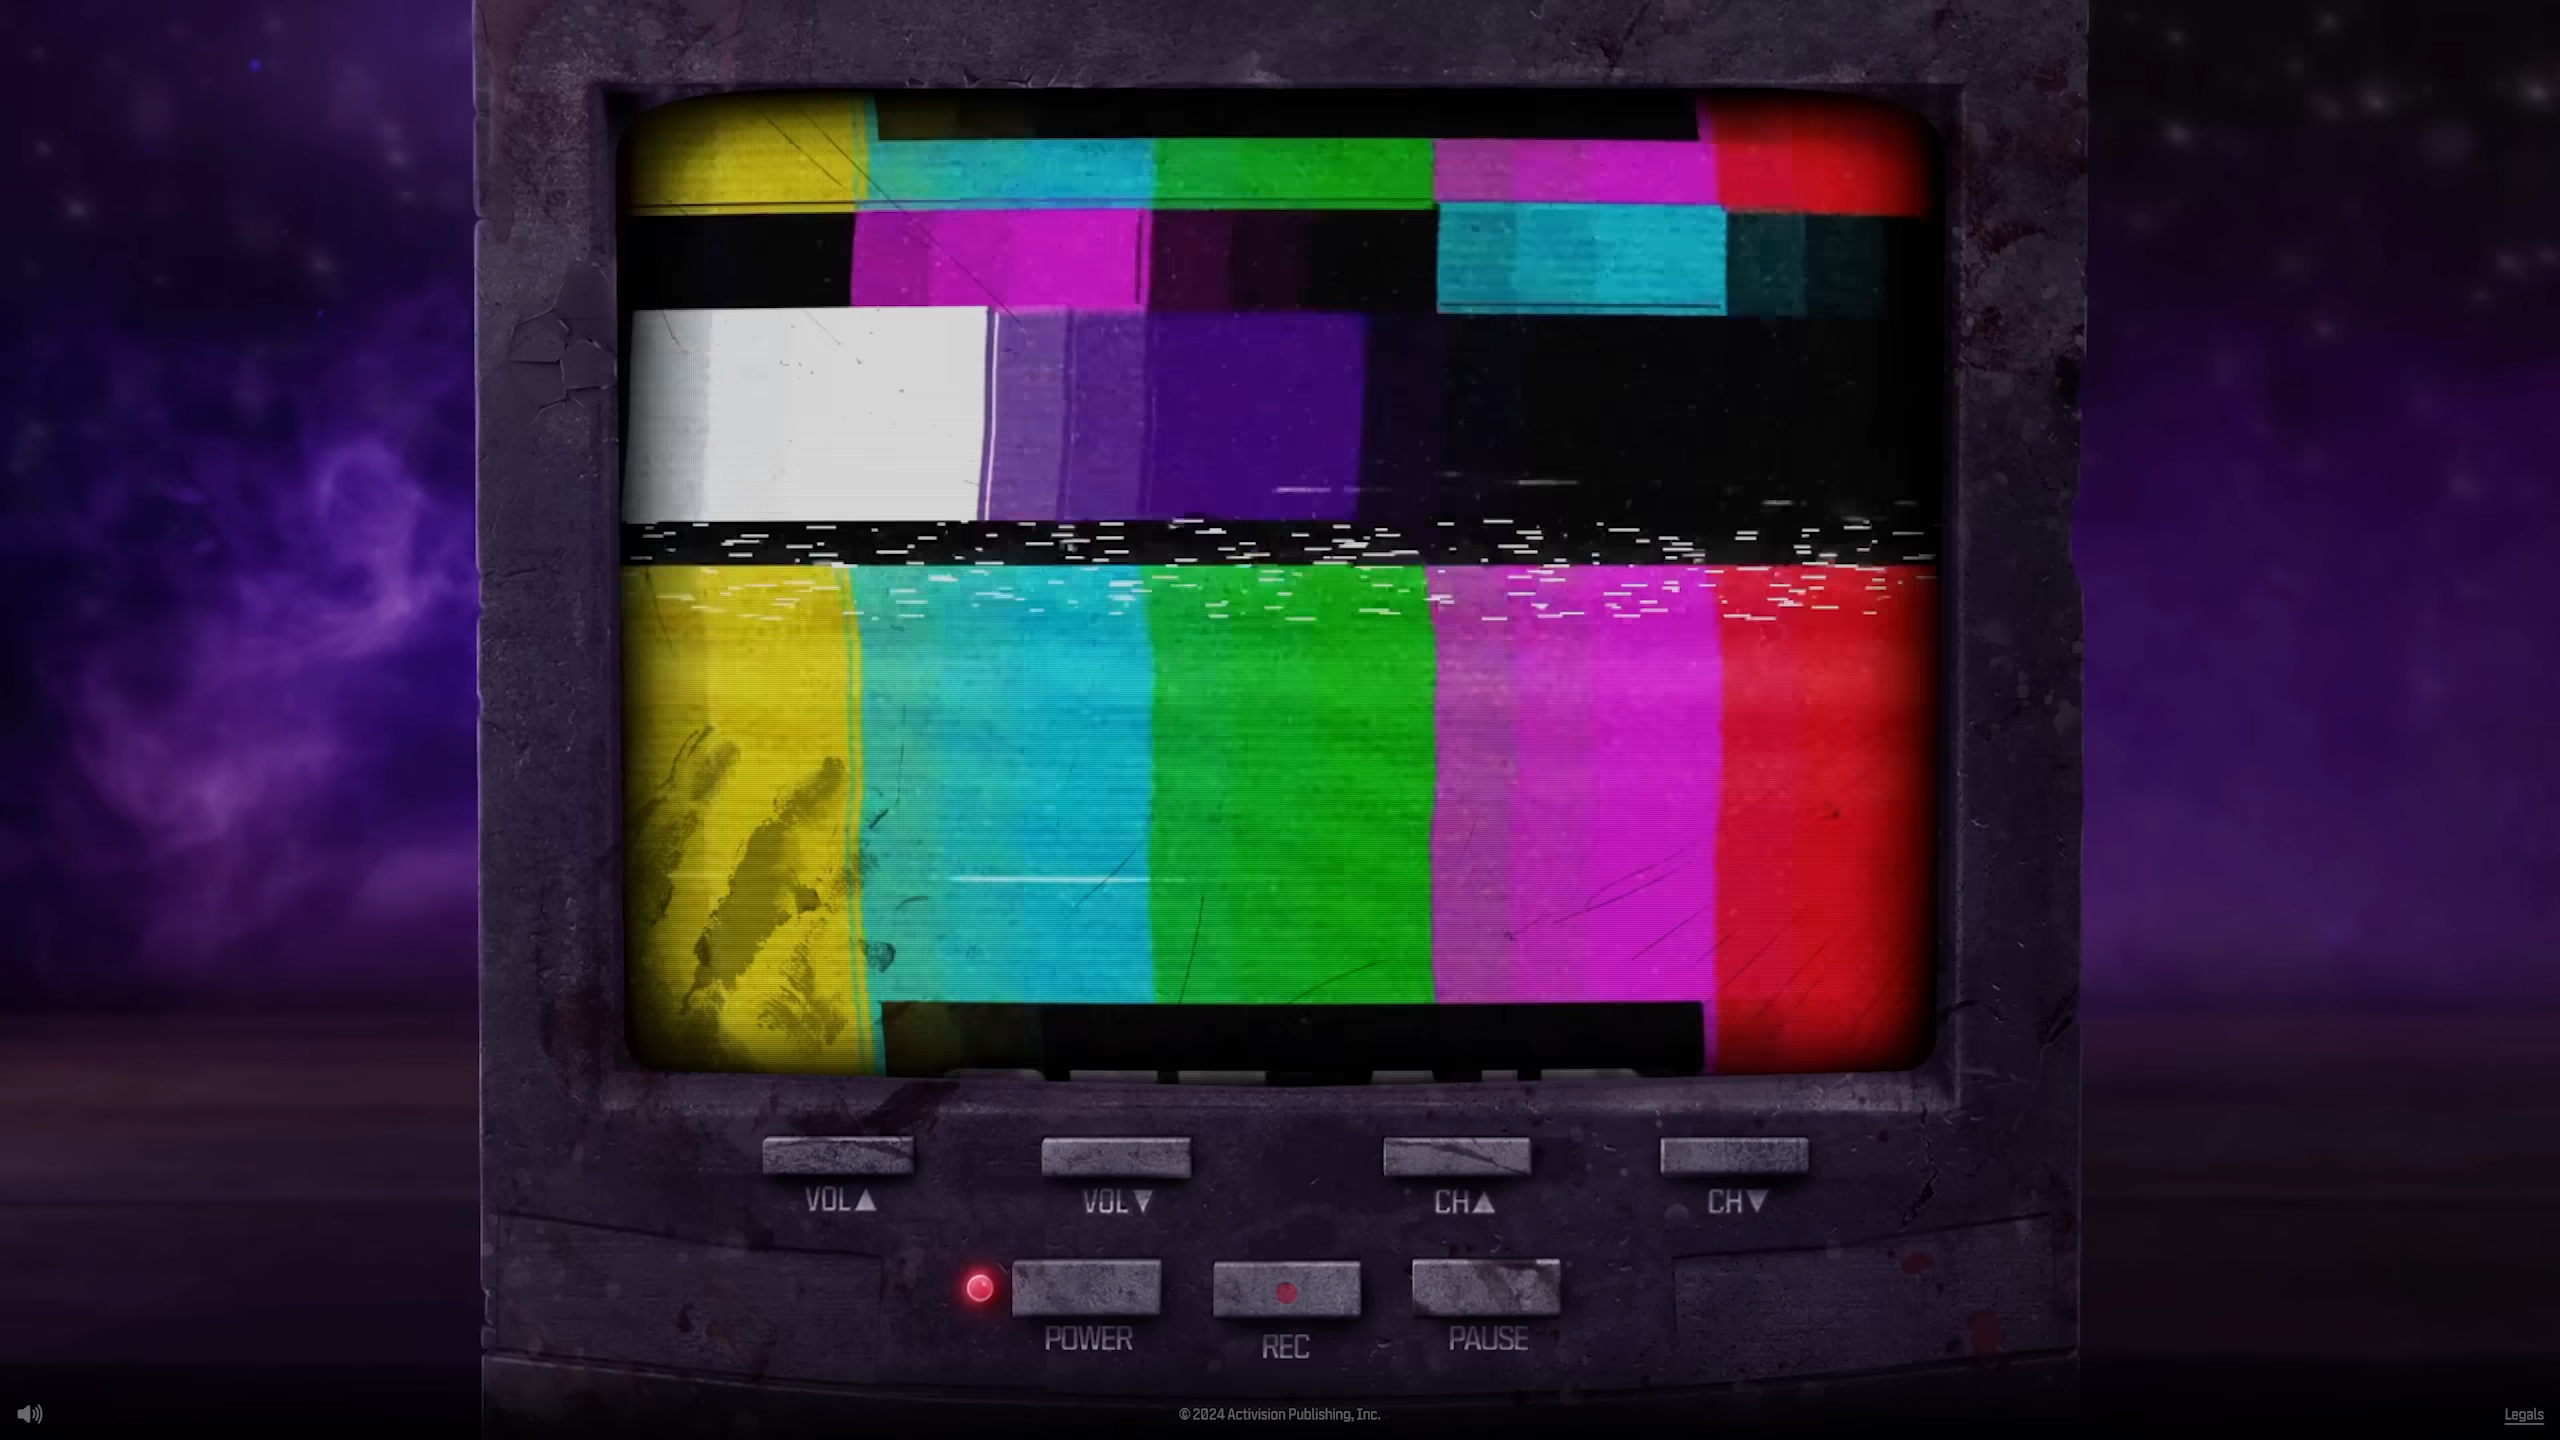 VOL▲ VOL▼ CH▲ CH▼
POWER REC PAUSE
© 2024 Activision Publishing, Inc.
Legals